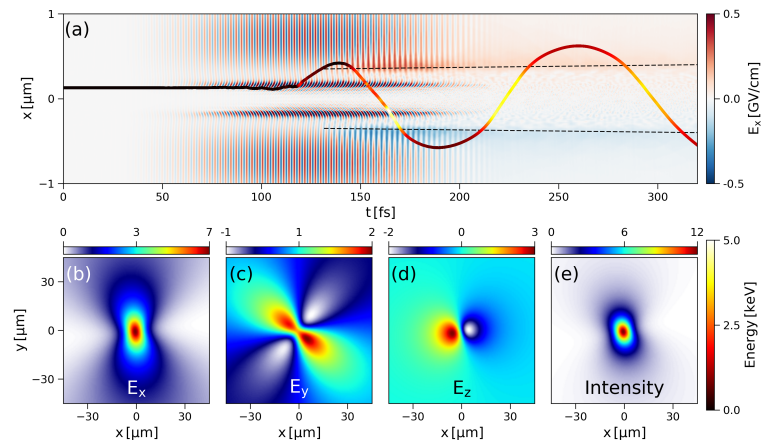 (a)
1
0
−1
x [μm]
0 50 100 150 200 250 300
t [fs]
0.5
0.0
-0.5
Eₓ [GV/cm]
0 3 7
-1 1 2
-2 0 3
0 6 12
(b) (c) (d) (e)
30
0
−30
y [μm]
Eₓ E_y E_z Intensity
−30 0 30
−30 0 30
−30 0 30
−30 0 30
x [μm] x [μm] x [μm] x [μm]
5.0
2.5
0.0
Energy [keV]